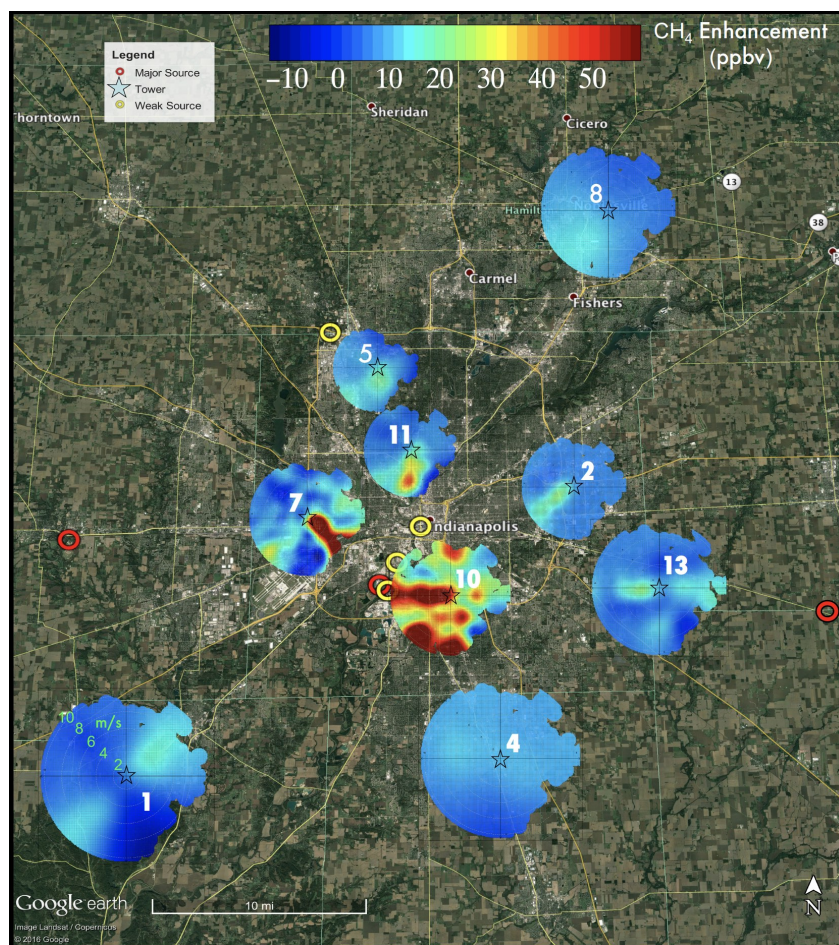 CH₄ Enhancement
(ppbv)
−10 0 10 20 30 40 50
Legend
Major Source
Tower
Weak Source
Thorntown
Sheridan
Cicero
13
8
Hamilt
38
Carmel
Fishers
5
11
2
7
Indianapolis
10
13
10
8
m/s
6
4
2
1
4
Google earth
10 mi
N
Image Landsat / Copernicus
© 2016 Google